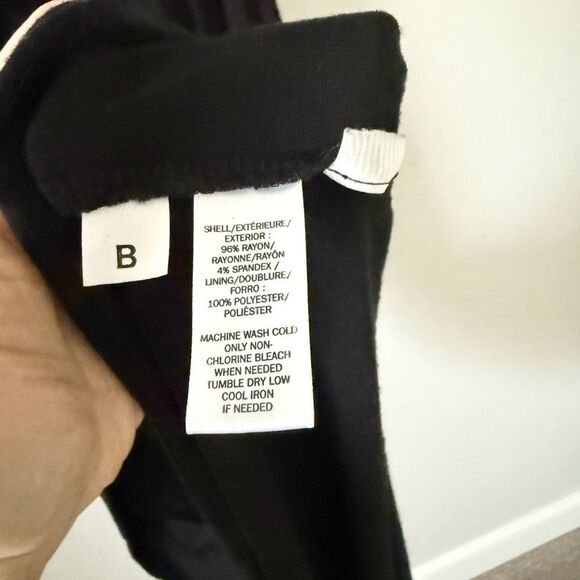 B
SHELL/EXTÉRIEURE/
EXTERIOR :
96% RAYON/
RAYONNE/RAYÓN
4% SPANDEX /
LINING/DOUBLURE/
FORRO :
100% POLYESTER/
POLIÉSTER
MACHINE WASH COLD
ONLY NON-
CHLORINE BLEACH
WHEN NEEDED
TUMBLE DRY LOW
COOL IRON
IF NEEDED